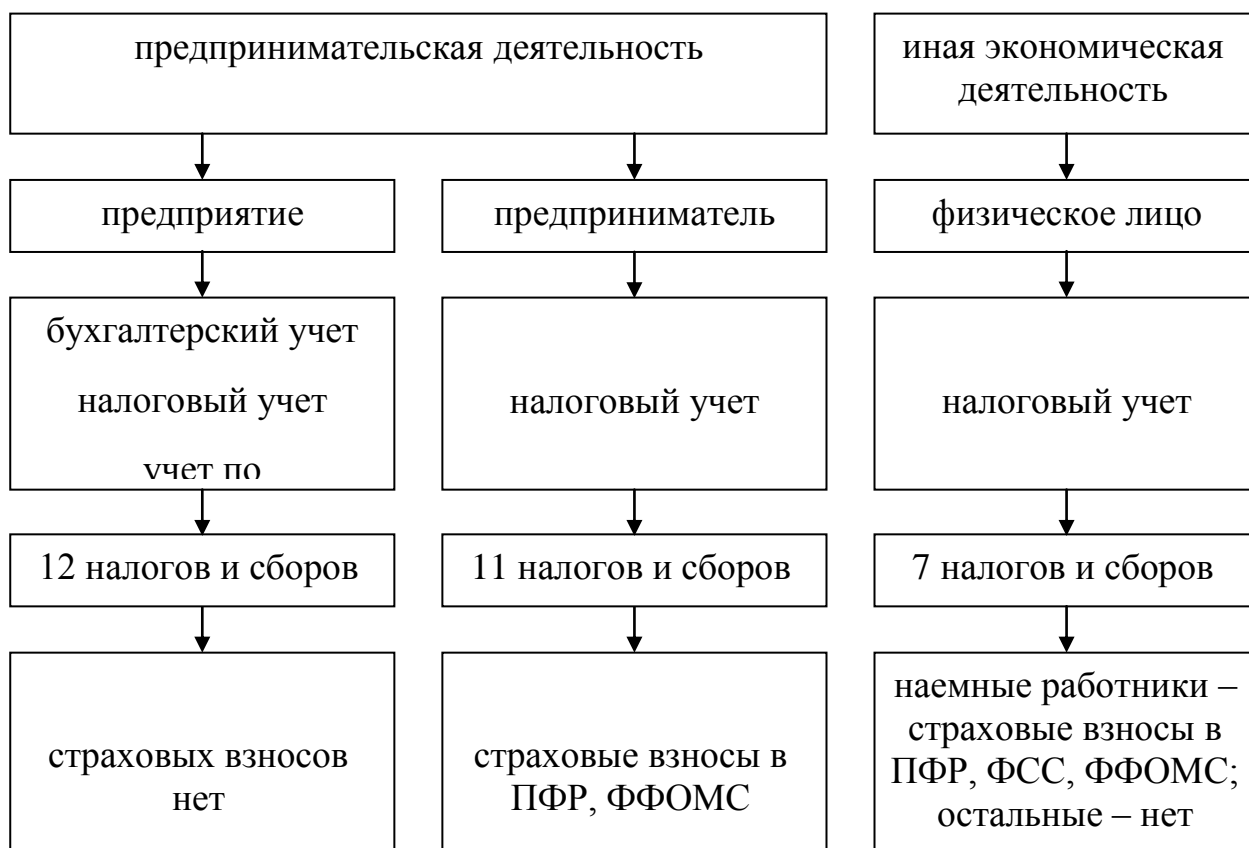 предпринимательская деятельность
иная экономическая
деятельность
предприятие
предприниматель
физическое лицо
бухгалтерский учет
налоговый учет
учет по
налоговый учет
налоговый учет
12 налогов и сборов
11 налогов и сборов
7 налогов и сборов
страховых взносов
нет
страховые взносы в
ПФР, ФФОМС
наемные работники –
страховые взносы в
ПФР, ФСС, ФФОМС;
остальные – нет